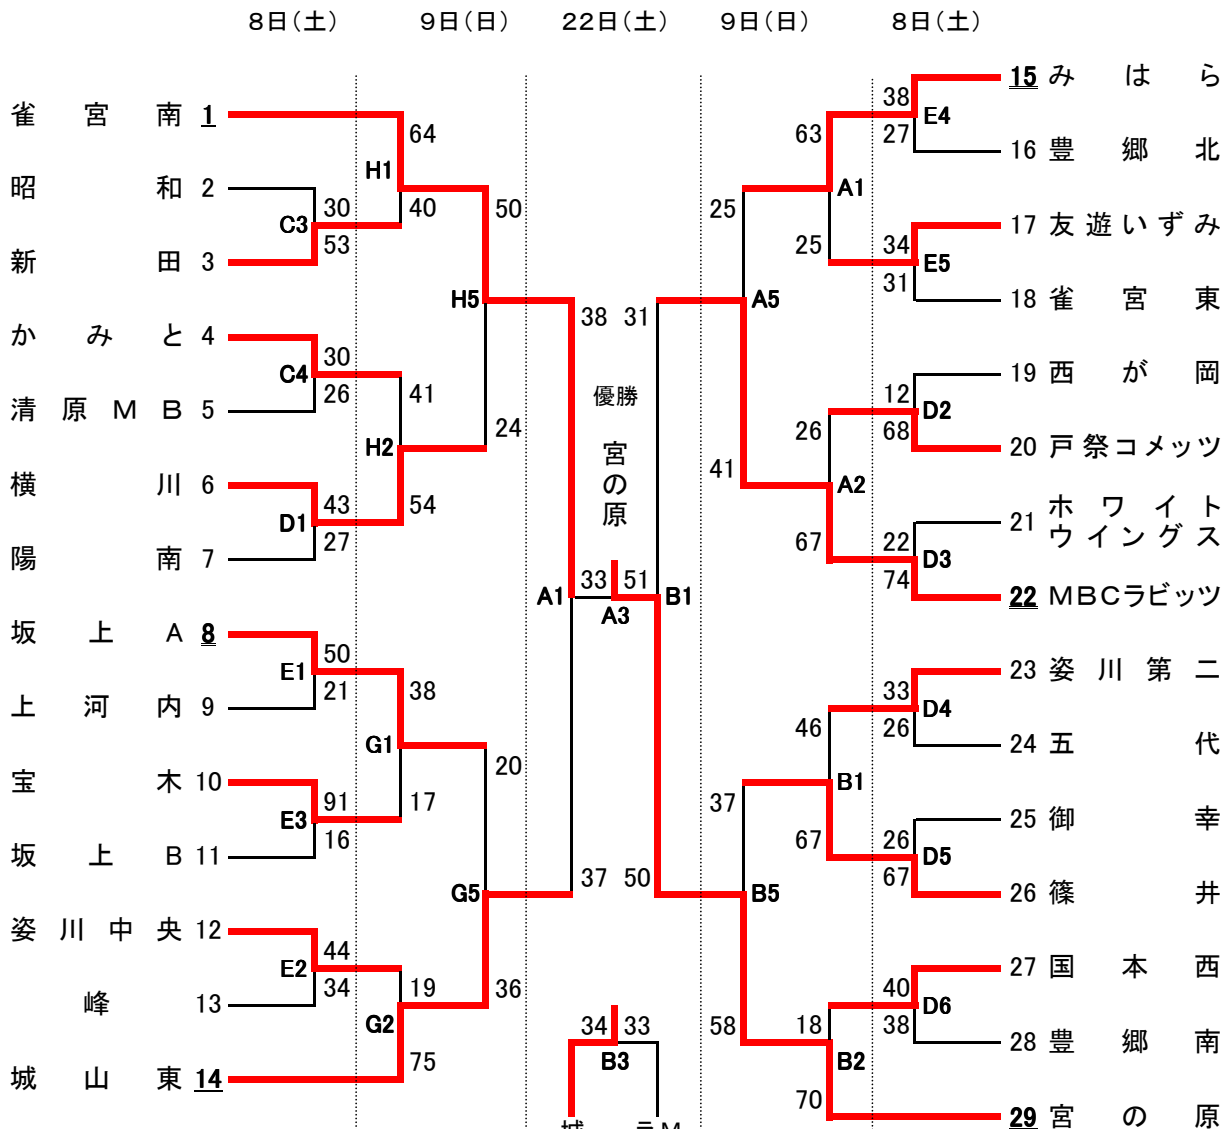 8日(土) 9日(日) 22日(土) 9日(日) 8日(土)
雀宮南 1
昭和 2
新田 3
かみと 4
清原MB 5
横川 6
陽南 7
坂上A 8
上河内 9
宝木 10
坂上B 11
姿川中央 12
峰 13
城山東 14
C3 30 53
C4 30 26
D1 43 27
E1 50 21
E3 91 16
E2 44 34
H1 64 40
H2 41 54
G1 38 17
G2 19 75
H5 50 24
G5 20 36
A1 38 37
優勝
宮の原
33 51
A3
34 33
B3
B1 31 50
A5 25 41
B5 37 58
A1 63 25
A2 26 67
B1 46 67
B2 18 70
E4 38 27
E5 34 31
D2 12 68
D3 22 74
D4 33 26
D5 26 67
D6 40 38
15 みはら
16 豊郷北
17 友遊いずみ
18 雀宮東
19 西が岡
20 戸祭コメッツ
21 ホワイト
ウイングス
22 MBCラビッツ
23 姿川第二
24 五代
25 御幸
26 篠井
27 国本西
28 豊郷南
29 宮の原